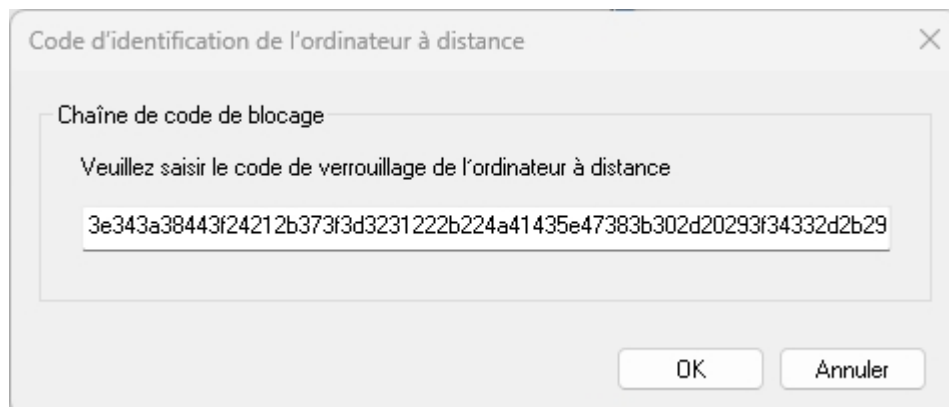 Code d'identification de l'ordinateur à distance
Chaîne de code de blocage
Veuillez saisir le code de verrouillage de l'ordinateur à distance
3e343a38443f24212b373f3d3231222b224a41435e47383b302d20293f34332d2b29
OK
Annuler